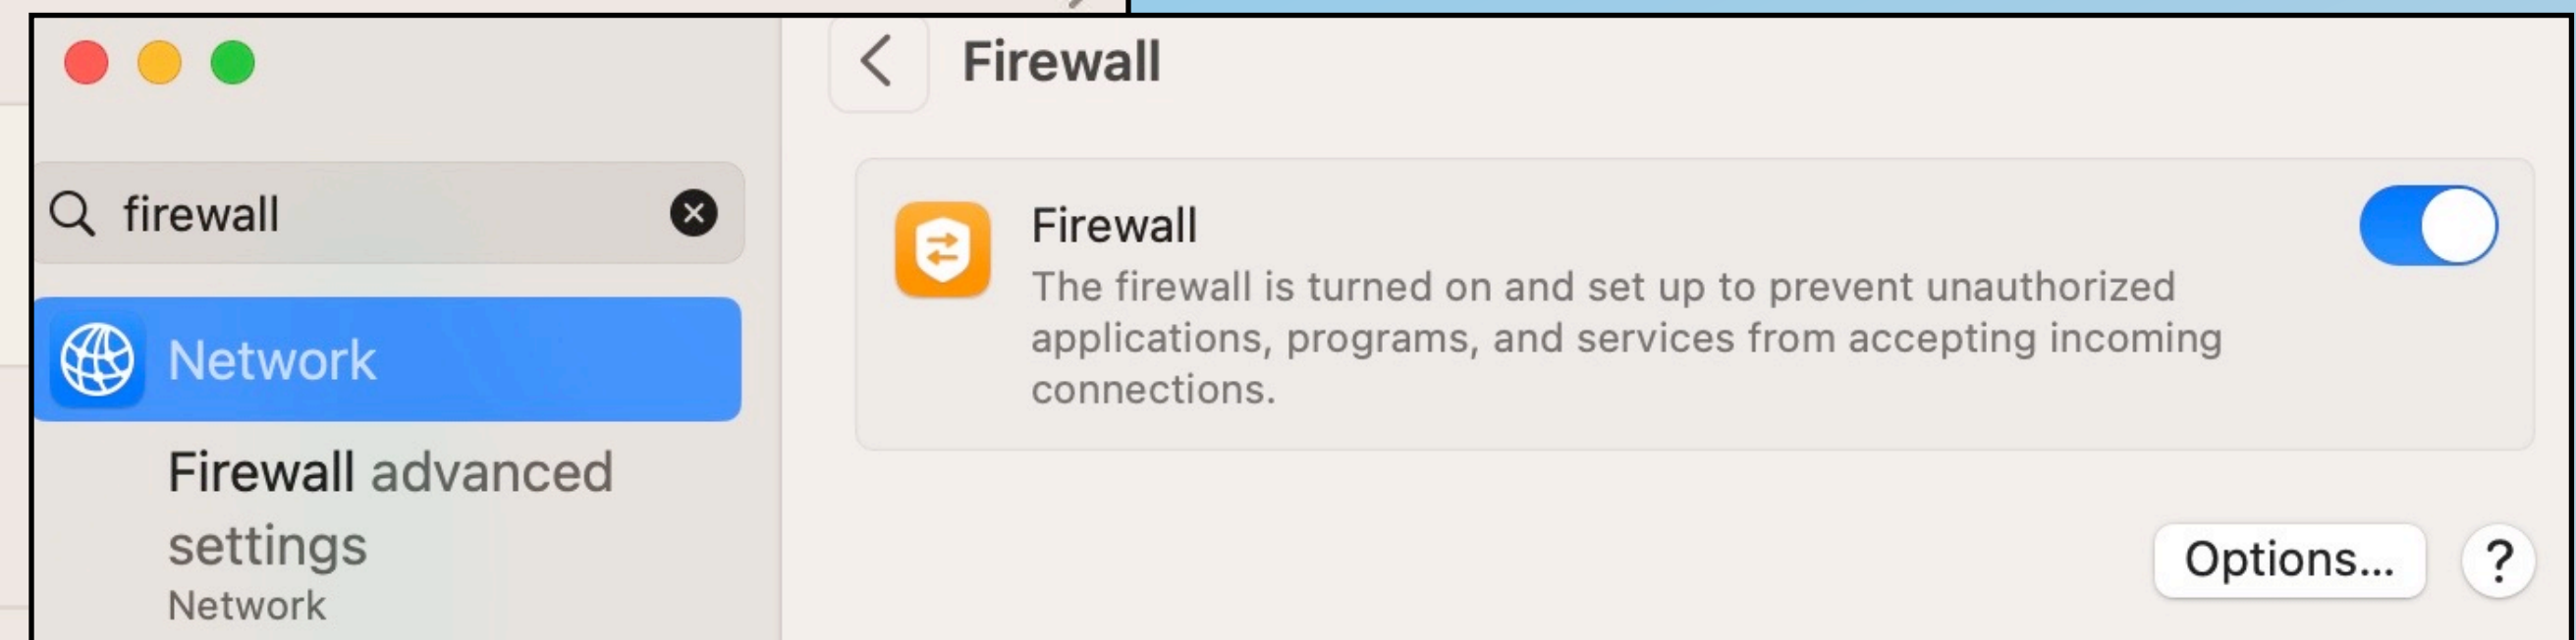 Firewall
firewall
Network
Firewall advanced
settings
Network
Firewall
The firewall is turned on and set up to prevent unauthorized
applications, programs, and services from accepting incoming
connections.
Options...
?